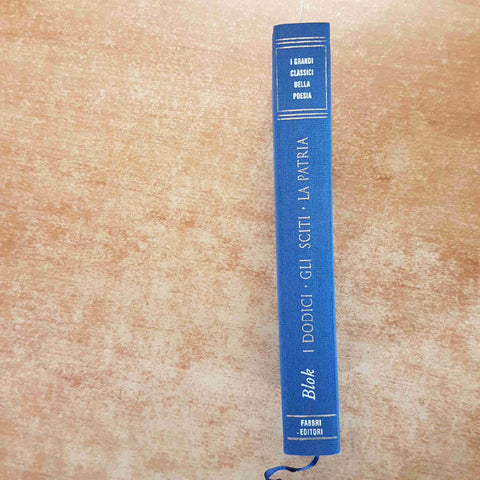 I GRANDI
CLASSICI
DELLA
POESIA
Blok I DODICI · GLI SCITI · LA PATRIA
FABBRI
EDITORI